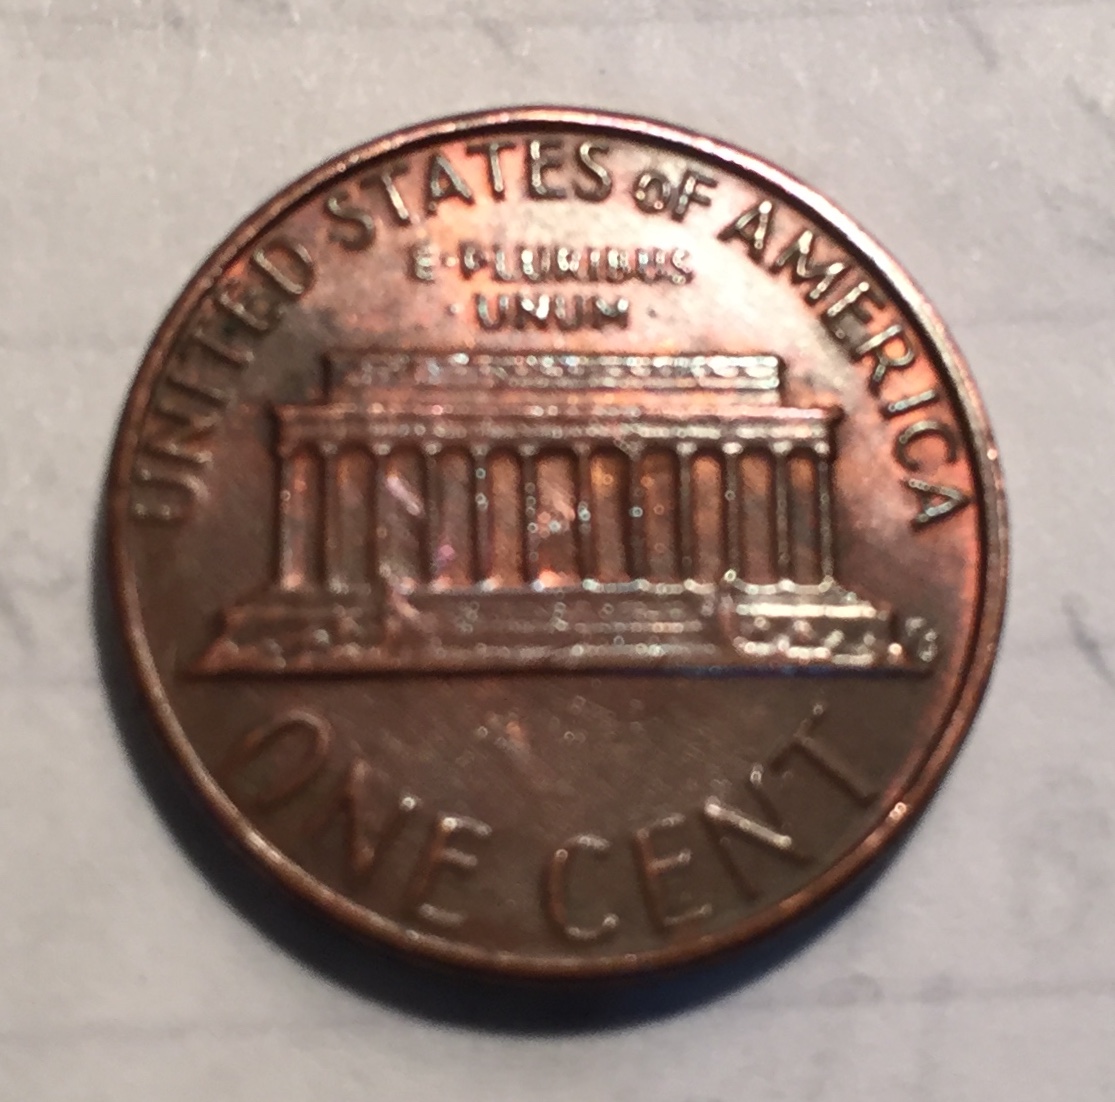 UNITED STATES OF AMERICA
E·PLURIBUS
·UNUM·
ONE CENT